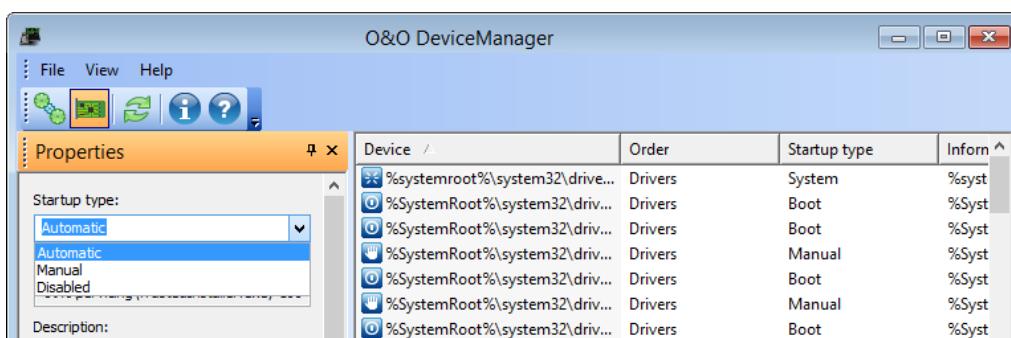 O&O DeviceManager
File View Help
Properties
Startup type:
Automatic
Automatic
Manual
Disabled
Description:
Device Order Startup type Inform
%systemroot%\system32\drive... Drivers System %syst
%SystemRoot%\system32\driv... Drivers Boot %Syst
%SystemRoot%\system32\driv... Drivers Boot %Syst
%SystemRoot%\system32\driv... Drivers Manual %Syst
%SystemRoot%\system32\driv... Drivers Boot %Syst
%SystemRoot%\system32\driv... Drivers Manual %Syst
%SystemRoot%\system32\driv... Drivers Boot %Syst